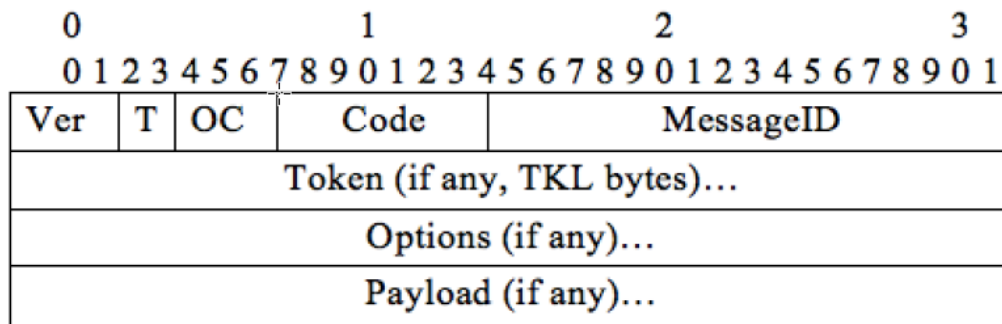 0 1 2 3
0 1 2 3 4 5 6 7 8 9 0 1 2 3 4 5 6 7 8 9 0 1 2 3 4 5 6 7 8 9 0 1
Ver T OC Code MessageID
Token (if any, TKL bytes)...
Options (if any)...
Payload (if any)...